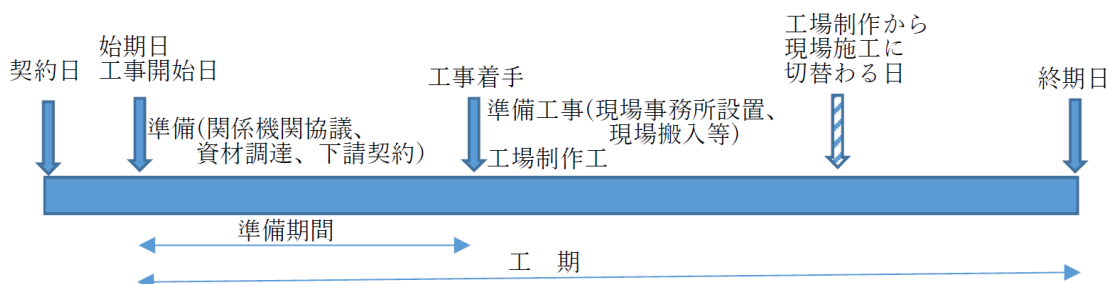 契約日
始期日
工事開始日
準備(関係機関協議、
資材調達、下請契約)
工事着手
準備工事(現場事務所設置、
現場搬入等)
工場制作工
工場制作から
現場施工に
切替わる日
終期日
準備期間
工　期